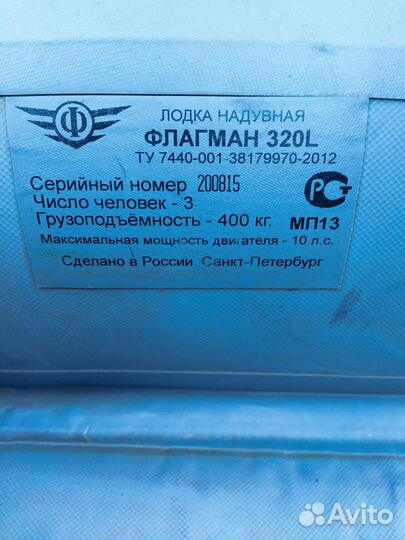 Ф
ЛОДКА НАДУВНАЯ
ФЛАГМАН 320L
ТУ 7440-001-38179970-2012
Серийный номер 200815
Число человек - 3
Грузоподъёмность - 400 кг. МП13
Максимальная мощность двигателя - 10 л.с.
Сделано в России Санкт-Петербург
Avito